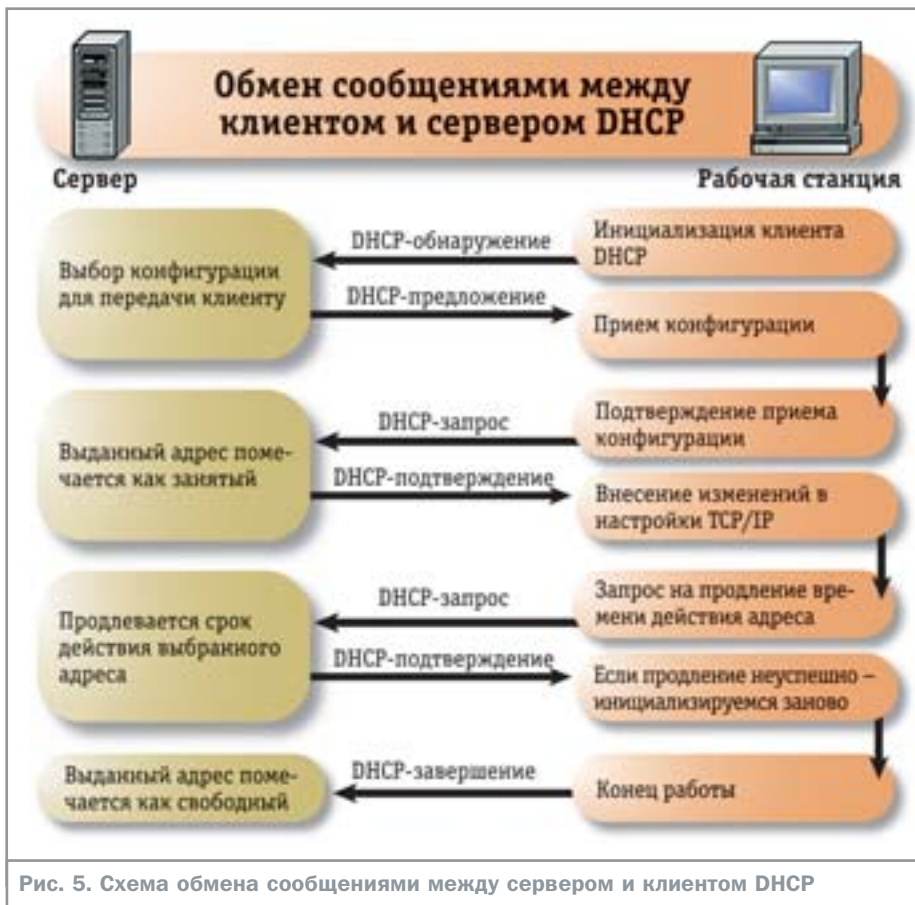 Обмен сообщениями между
клиентом и сервером DHCP
Сервер
Рабочая станция
Выбор конфигурации
для передачи клиенту
DHCP-обнаружение
Инициализация клиента
DHCP
DHCP-предложение
Прием конфигурации
Выданный адрес поме-
чается как занятый
DHCP-запрос
Подтверждение приема
конфигурации
DHCP-подтверждение
Внесение изменений в
настройки TCP/IP
Продлевается срок
действия выбранного
адреса
DHCP-запрос
Запрос на продление вре-
мени действия адреса
DHCP-подтверждение
Если продление неуспешно –
инициализируемся заново
Выданный адрес поме-
чается как свободный
DHCP-завершение
Конец работы
Рис. 5. Схема обмена сообщениями между сервером и клиентом DHCP